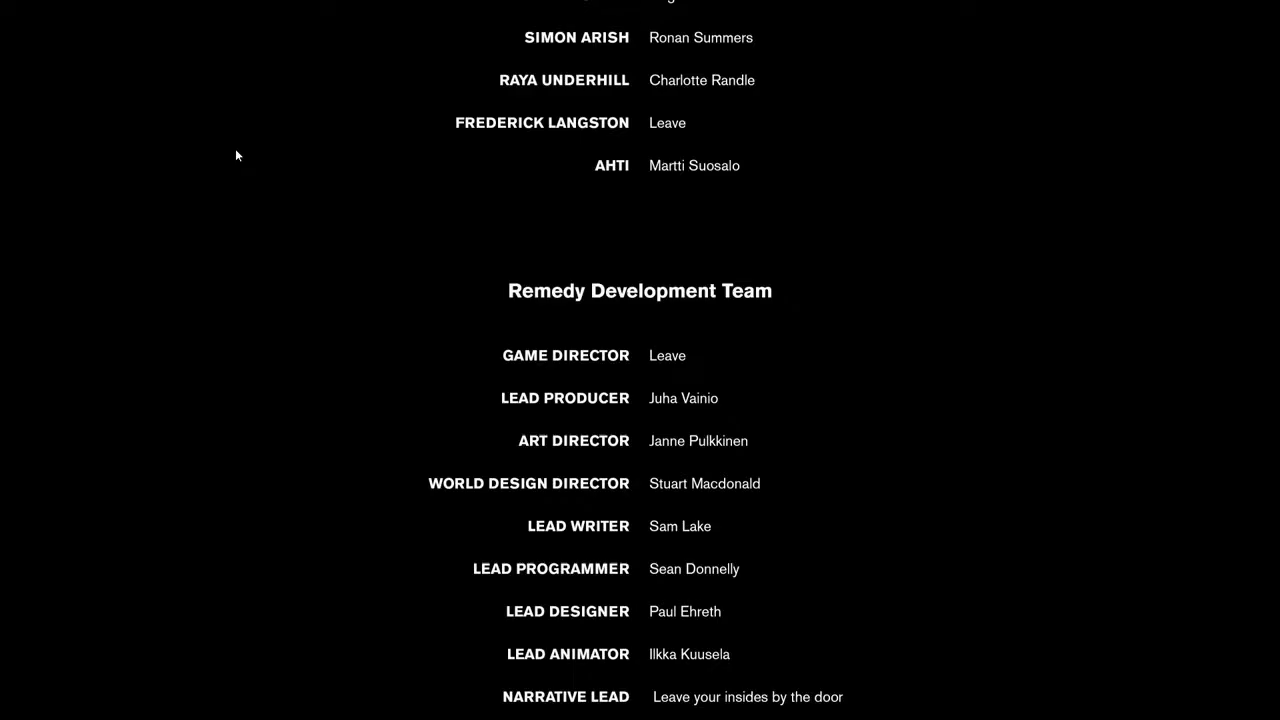 SIMON ARISH Ronan Summers
RAYA UNDERHILL Charlotte Randle
FREDERICK LANGSTON Leave
AHTI Martti Suosalo
Remedy Development Team
GAME DIRECTOR Leave
LEAD PRODUCER Juha Vainio
ART DIRECTOR Janne Pulkkinen
WORLD DESIGN DIRECTOR Stuart Macdonald
LEAD WRITER Sam Lake
LEAD PROGRAMMER Sean Donnelly
LEAD DESIGNER Paul Ehreth
LEAD ANIMATOR Ilkka Kuusela
NARRATIVE LEAD Leave your insides by the door